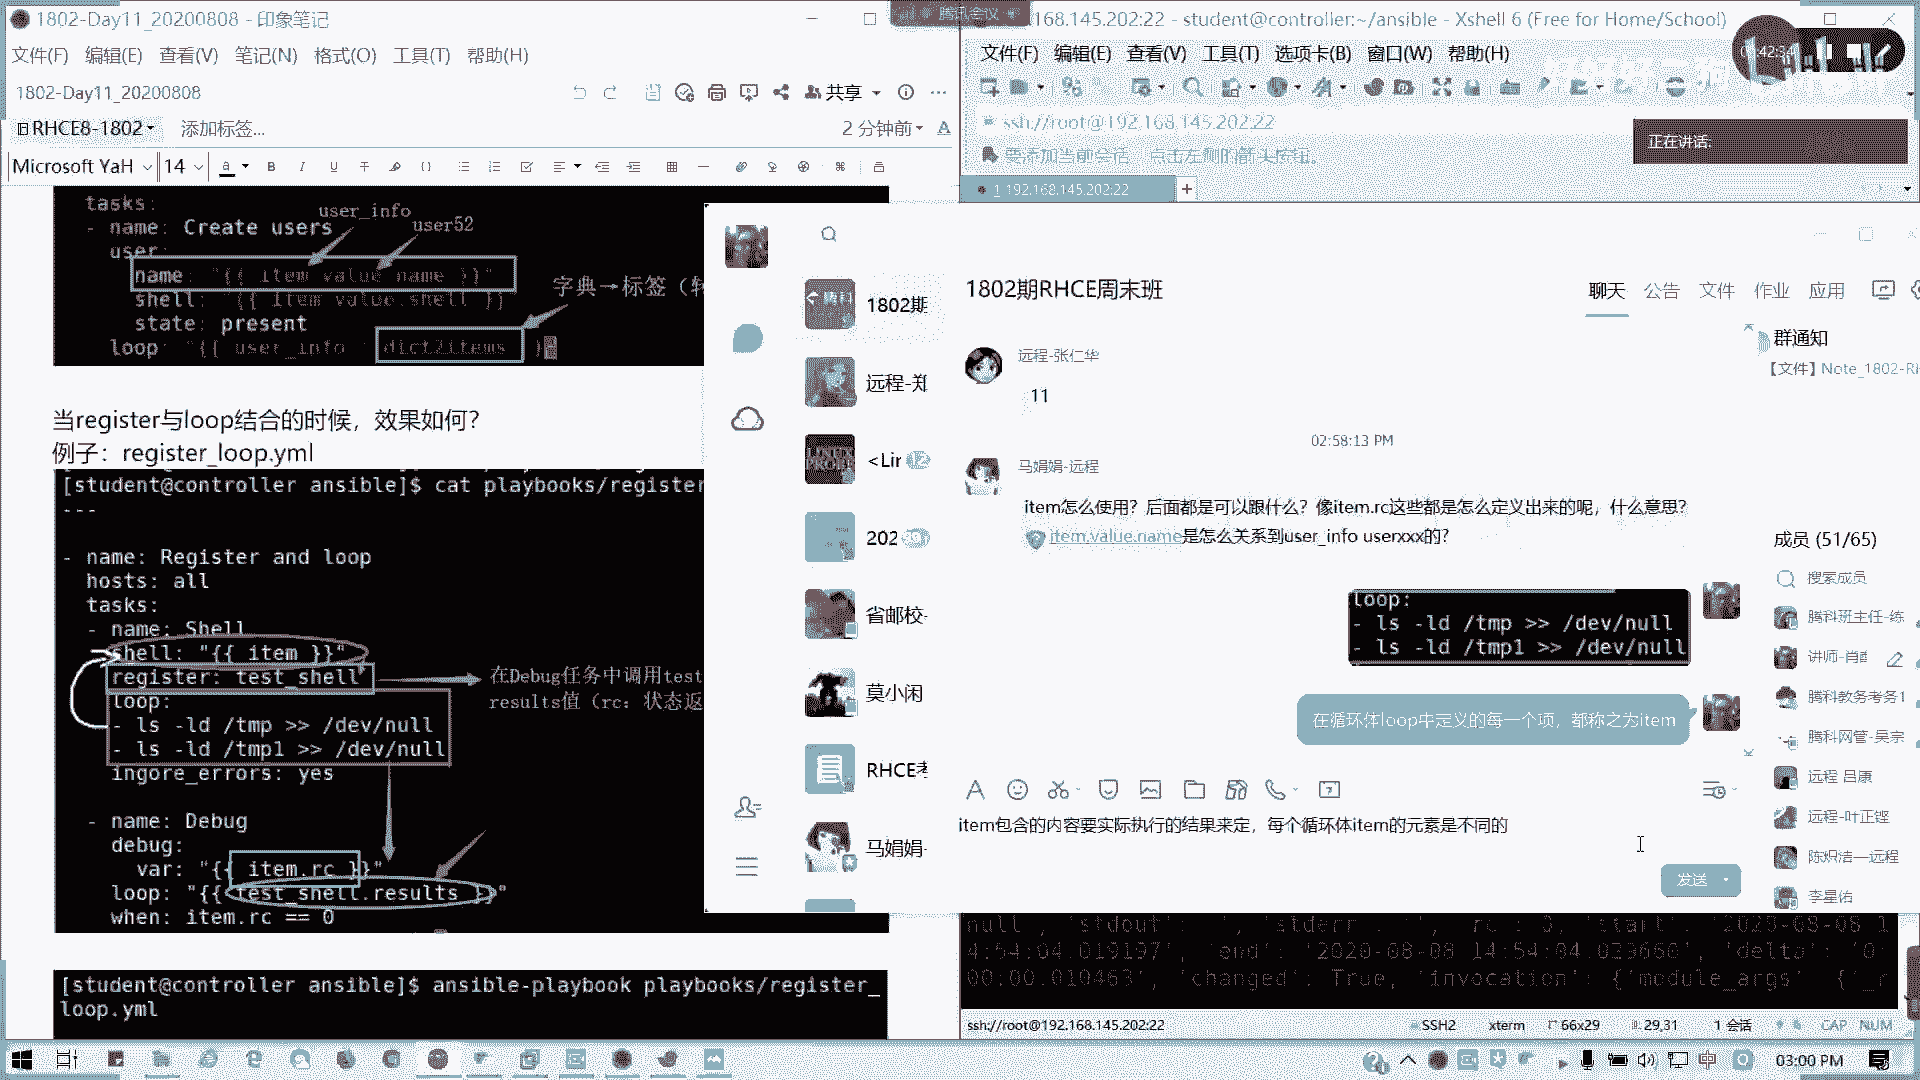 1802-Day11_20200808 - 印象笔记
文件(F) 编辑(E) 查看(V) 笔记(N) 格式(O) 工具(T) 帮助(H)
1802-Day11_20200808
共享
RHCE8-1802
添加标签...
2 分钟前
Microsoft YaH
14
tasks:
user_info
- name: Create users
user52
user:
name: "{{ item value name }}"
shell: "{{ item value.shell }}"
字典→标签（转
state: present
loop: "{{ user_info | dict2items }
当register与loop结合的时候，效果如何？
例子：register_loop.yml
[student@controller ansible]$ cat playbooks/register
---
- name: Register and loop
hosts: all
tasks:
- name: Shell
shell: "{{ item }}"
register: test_shell
在Debug任务中调用test
loop:
results值（rc：状态返
- ls -ld /tmp >> /dev/null
- ls -ld /tmp1 >> /dev/null
ingore_errors: yes
- name: Debug
debug:
var: "{{ item.rc }}"
loop: "{{ test_shell.results }}"
when: item.rc == 0
[student@controller ansible]$ ansible-playbook playbooks/register_
loop.yml
腾讯会议
168.145.202:22 - student@controller:~/ansible - Xshell 6 (Free for Home/School)
文件(F) 编辑(E) 查看(V) 工具(T) 选项卡(B) 窗口(W) 帮助(H)
ssh://root@192.168.145.202:22
要添加当前会话，点击左侧的箭头按钮。
正在讲话:
1 192.168.145.202:22
1802期
远程-郑
<Lir
202
省邮校-
莫小闲
RHCE考
马娟娟-
1802期RHCE周末班
聊天 公告 文件 作业 应用
远程-张仁华
11
02:58:13 PM
马娟娟-远程
item怎么使用？后面都是可以跟什么？像item.rc这些都是怎么定义出来的呢，什么意思？
item.value.name是怎么关系到user_info userxxx的？
loop:
- ls -ld /tmp >> /dev/null
- ls -ld /tmp1 >> /dev/null
在循环体loop中定义的每一个项，都称之为item
item包含的内容要实际执行的结果来定，每个循环体item的元素是不同的
发送
群通知
【文件】Note_1802-RH
成员 (51/65)
搜索成员
腾科班主任-练
腾科教务考务1
腾科网管-吴宗
远程 吕康
远程-叶正铿
陈炽洁—远程
李星佑
null', 'stdout': '', 'stderr': '', 'rc': 0, 'start': '2020-08-08 1
4:54:04.019197', 'end': '2020-08-08 14:54:04.029660', 'delta': '0:
00:00.010463', 'changed': True, 'invocation': {'module_args': {'_r
ssh://root@192.168.145.202:22
SSH2
xterm
66x29
29,31
1 会话
CAP NUM
03:00 PM